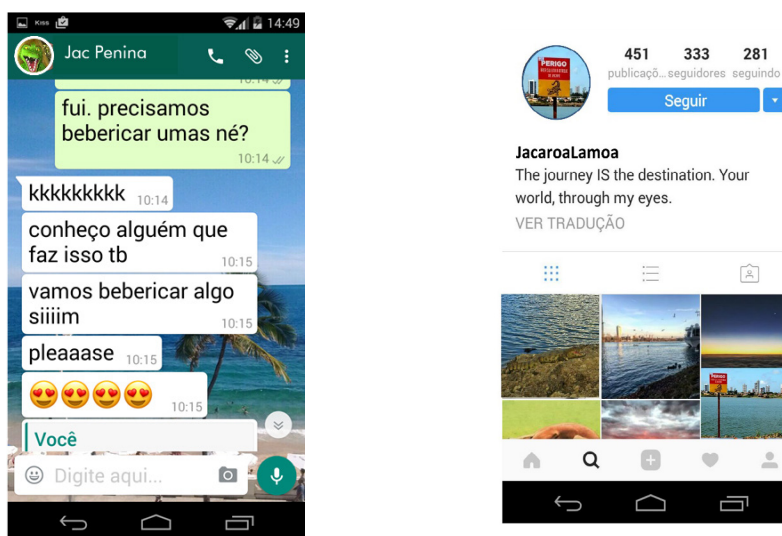 Kiss
14:49
Jac Penina
10:14
fui. precisamos
bebericar umas né?
10:14
kkkkkkkkk 10:14
conheço alguém que
faz isso tb 10:15
vamos bebericar algo
siiiim 10:15
pleaaase 10:15
10:15
Você
Digite aqui...
PERIGO
451 333 281
publicaçõ... seguidores seguindo
Seguir
JacaroaLamoa
The journey IS the destination. Your
world, through my eyes.
VER TRADUÇÃO
PERIGO